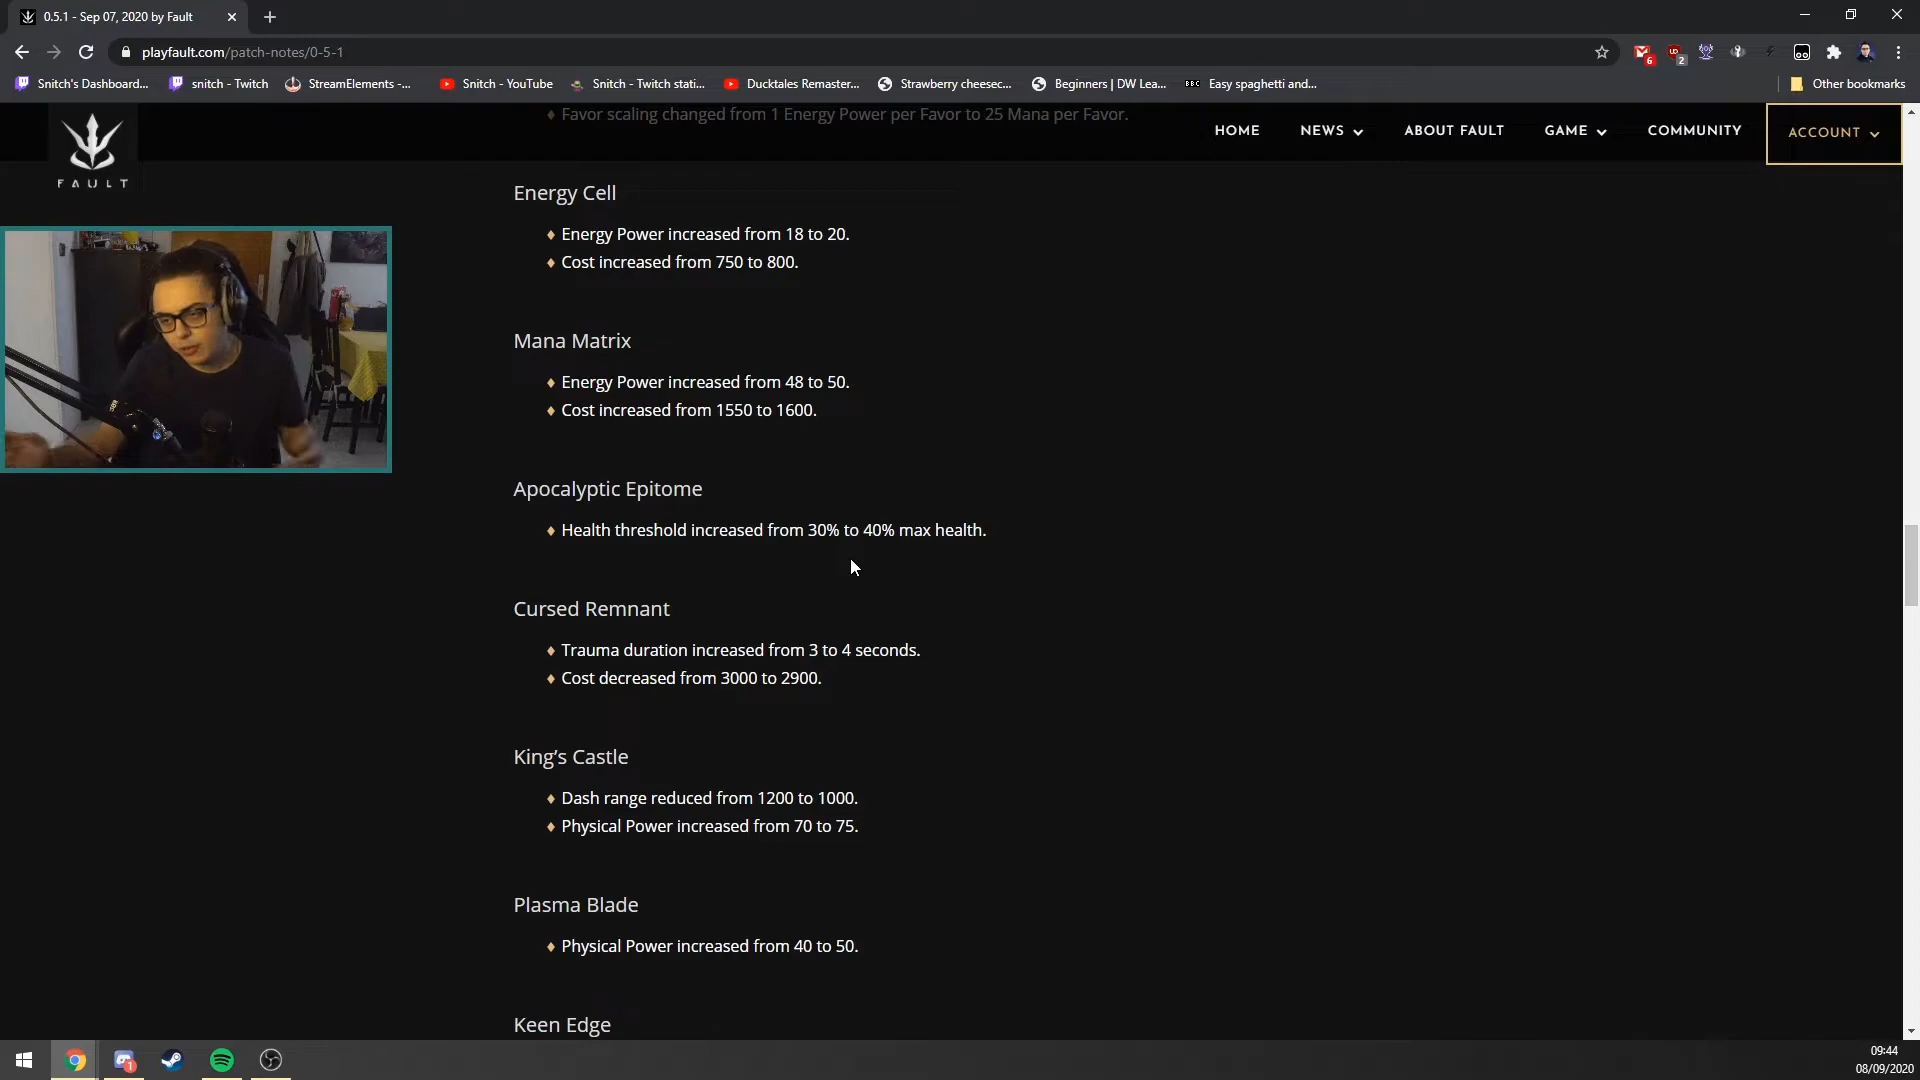 0.5.1 - Sep 07, 2020 by Fault
playfault.com/patch-notes/0-5-1
6
2
Snitch's Dashboard...
snitch - Twitch
StreamElements -...
Snitch - YouTube
Snitch - Twitch stati...
Ducktales Remaster...
Strawberry cheesec...
Beginners | DW Lea...
BBC
Easy spaghetti and...
Other bookmarks
FAULT
HOME
NEWS
ABOUT FAULT
GAME
COMMUNITY
ACCOUNT
Favor scaling changed from 1 Energy Power per Favor to 25 Mana per Favor.
Energy Cell
Energy Power increased from 18 to 20.
Cost increased from 750 to 800.
Mana Matrix
Energy Power increased from 48 to 50.
Cost increased from 1550 to 1600.
Apocalyptic Epitome
Health threshold increased from 30% to 40% max health.
Cursed Remnant
Trauma duration increased from 3 to 4 seconds.
Cost decreased from 3000 to 2900.
King's Castle
Dash range reduced from 1200 to 1000.
Physical Power increased from 70 to 75.
Plasma Blade
Physical Power increased from 40 to 50.
Keen Edge
1
09:44
08/09/2020